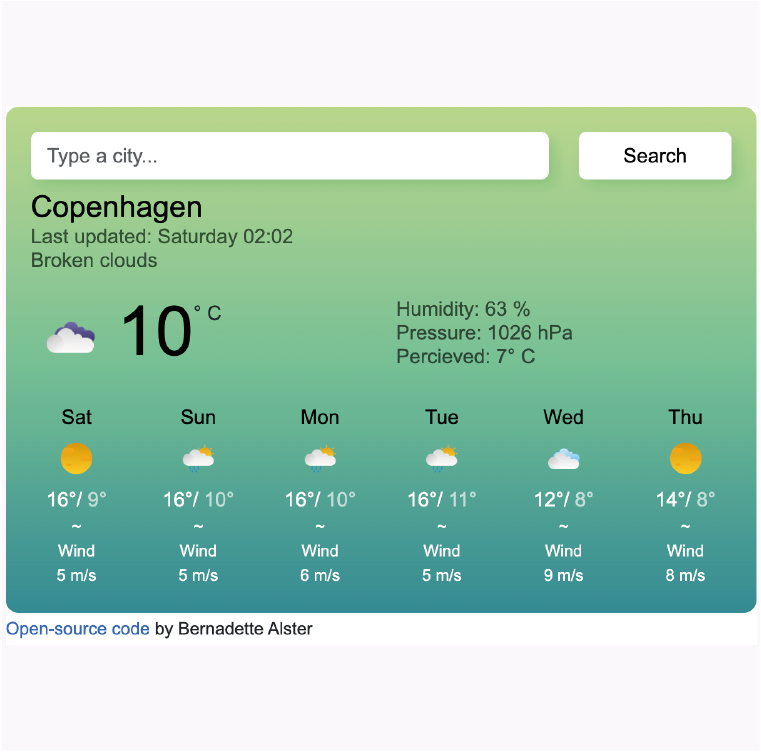 Type a city...
Search
Copenhagen
Last updated: Saturday 02:02
Broken clouds
10° C
Humidity: 63 %
Pressure: 1026 hPa
Percieved: 7° C
Sat Sun Mon Tue Wed Thu
16°/ 9° 16°/ 10° 16°/ 10° 16°/ 11° 12°/ 8° 14°/ 8°
~ ~ ~ ~ ~ ~
Wind Wind Wind Wind Wind Wind
5 m/s 5 m/s 6 m/s 5 m/s 9 m/s 8 m/s
Open-source code by Bernadette Alster